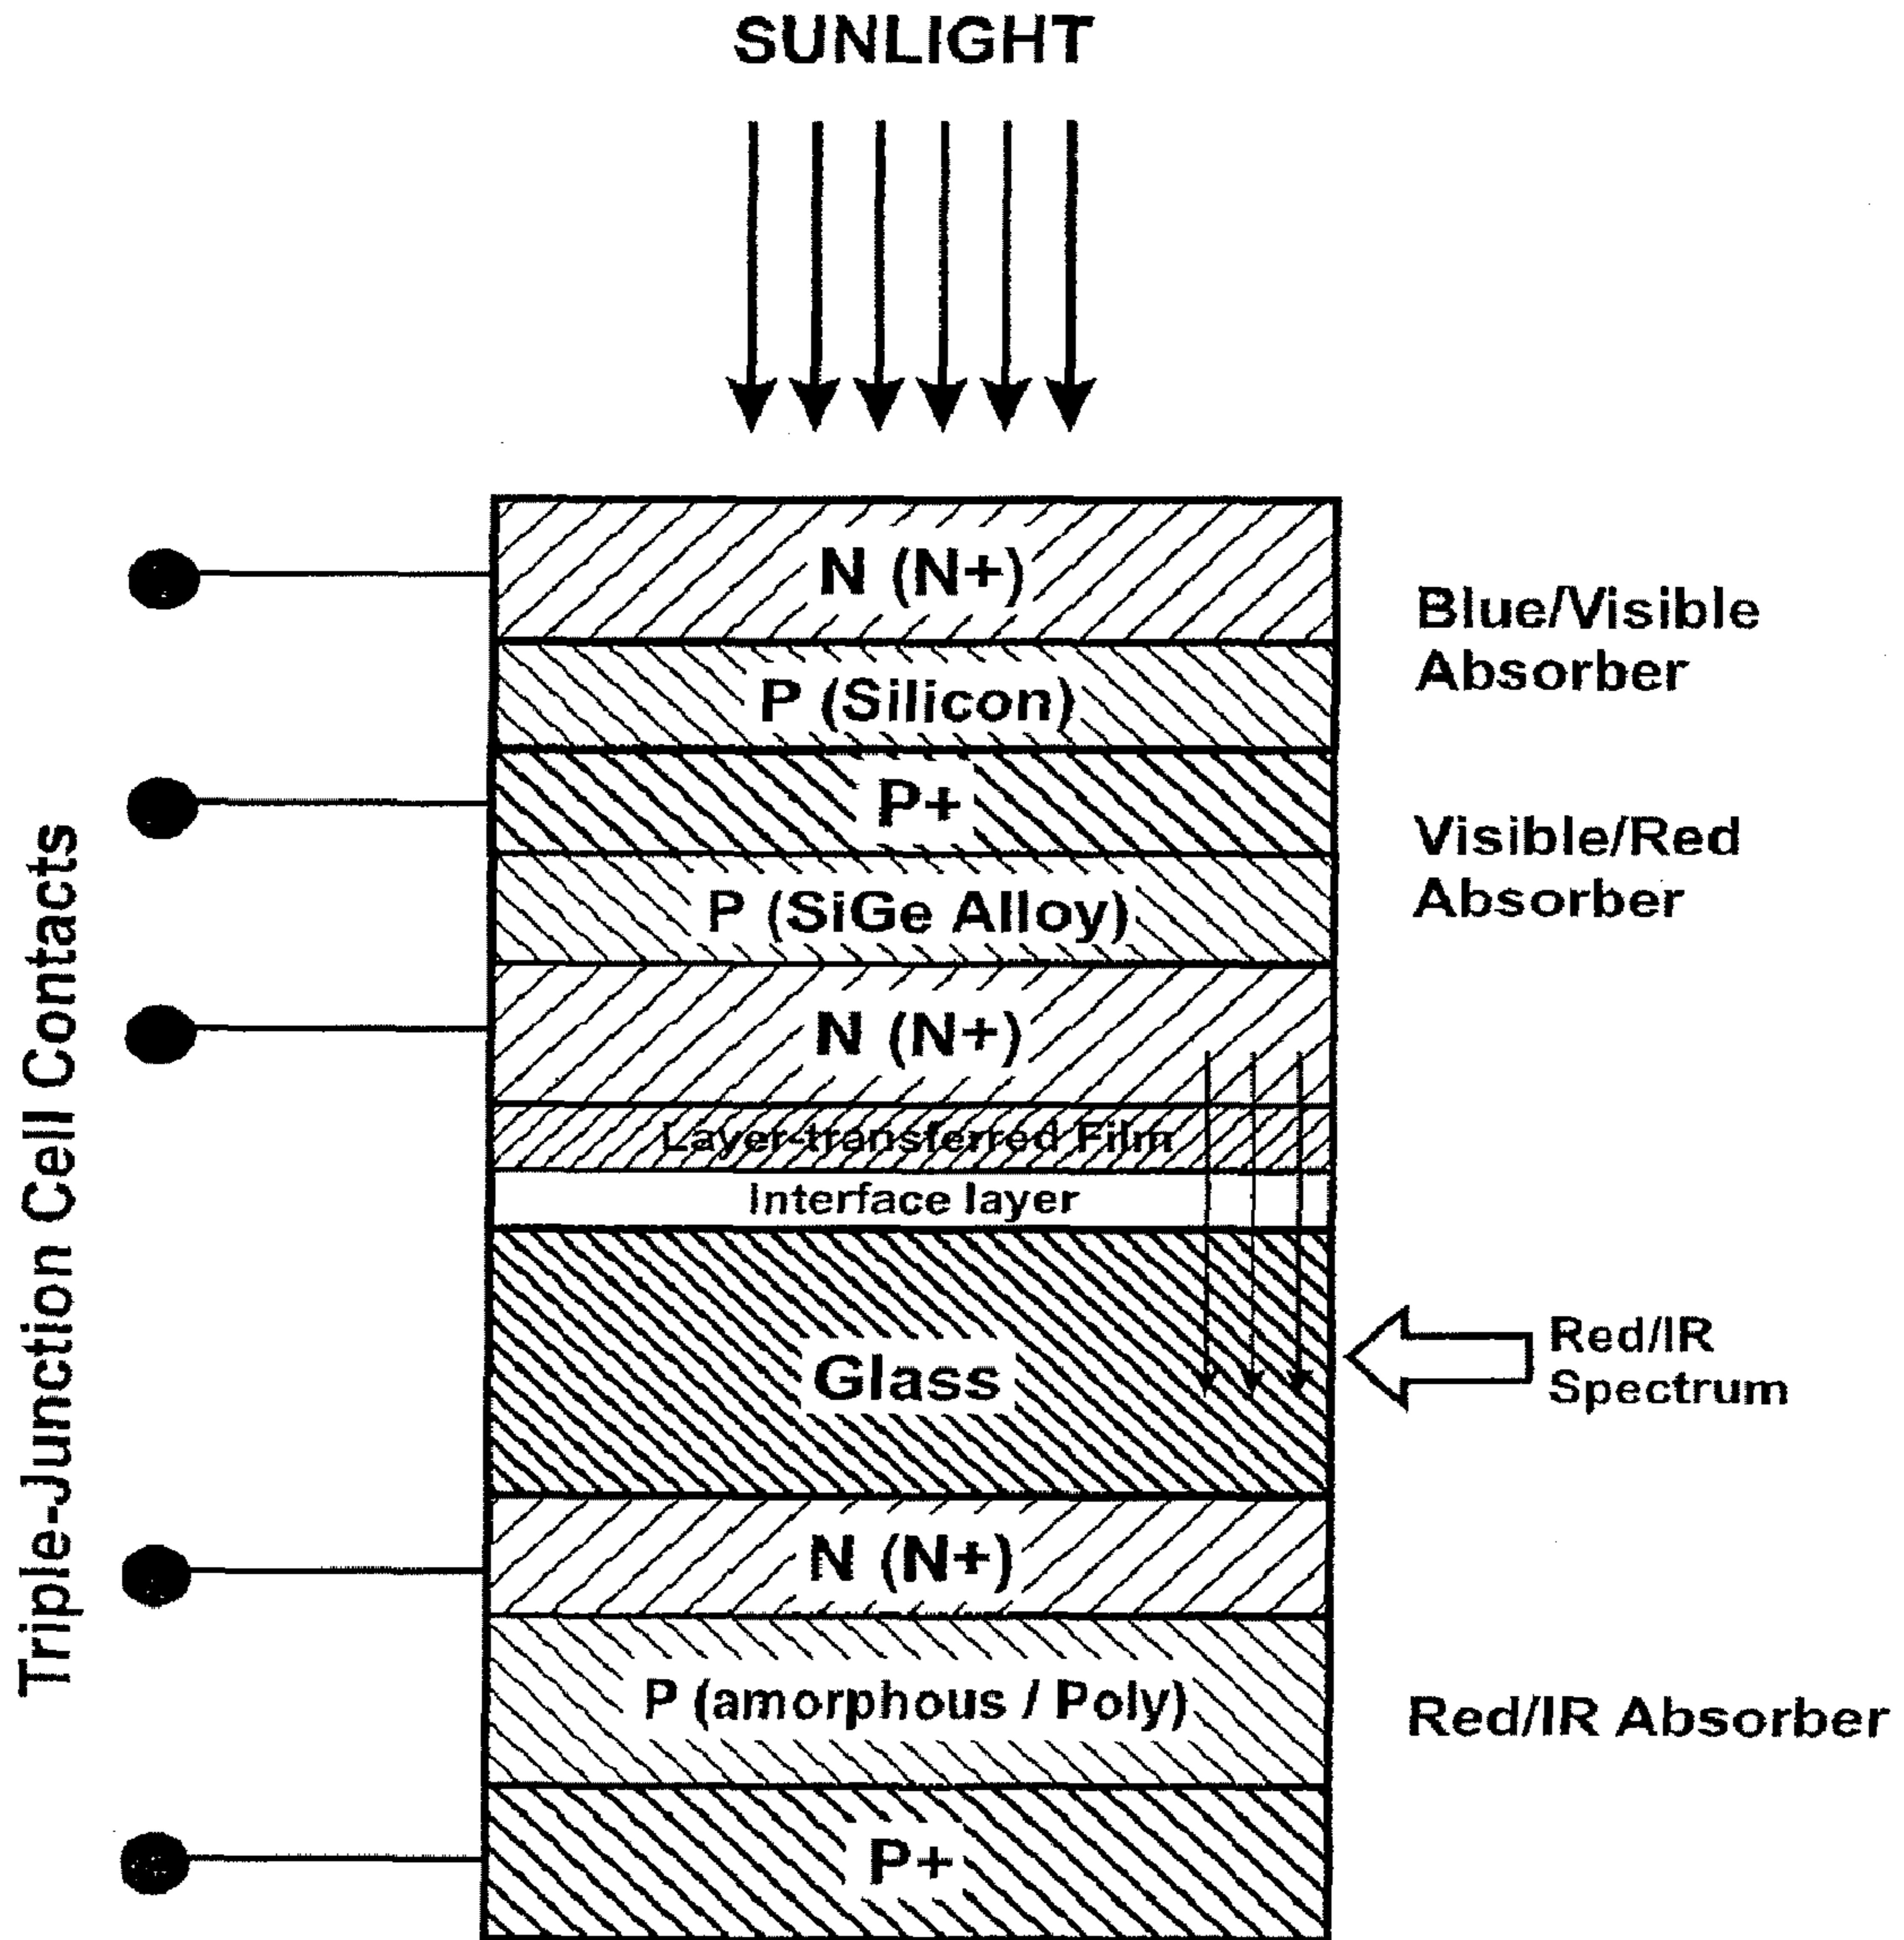 SUNLIGHT
Triple-Junction Cell Contacts
N (N+)
P (Silicon)
Blue/Visible
Absorber
P+
P (SiGe Alloy)
Visible/Red
Absorber
N (N+)
Layer-transferred Film
Interface layer
Glass
Red/IR
Spectrum
N (N+)
P (amorphous / Poly)
Red/IR Absorber
P+